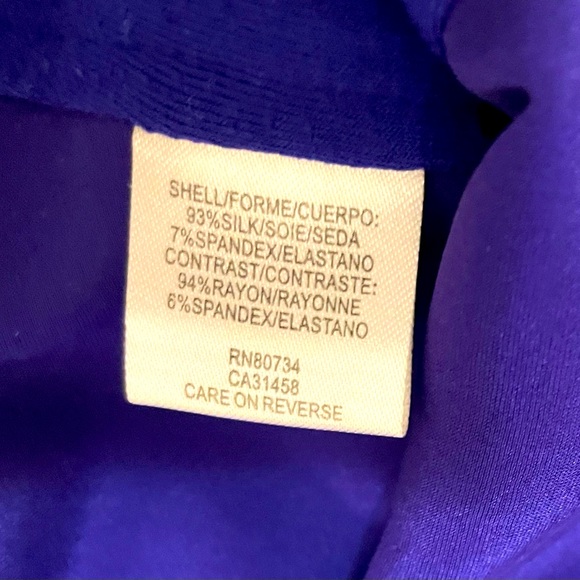 SHELL/FORME/CUERPO:
93%SILK/SOIE/SEDA
7%SPANDEX/ELASTANO
CONTRAST/CONTRASTE:
94%RAYON/RAYONNE
6%SPANDEX/ELASTANO
RN80734
CA31458
CARE ON REVERSE